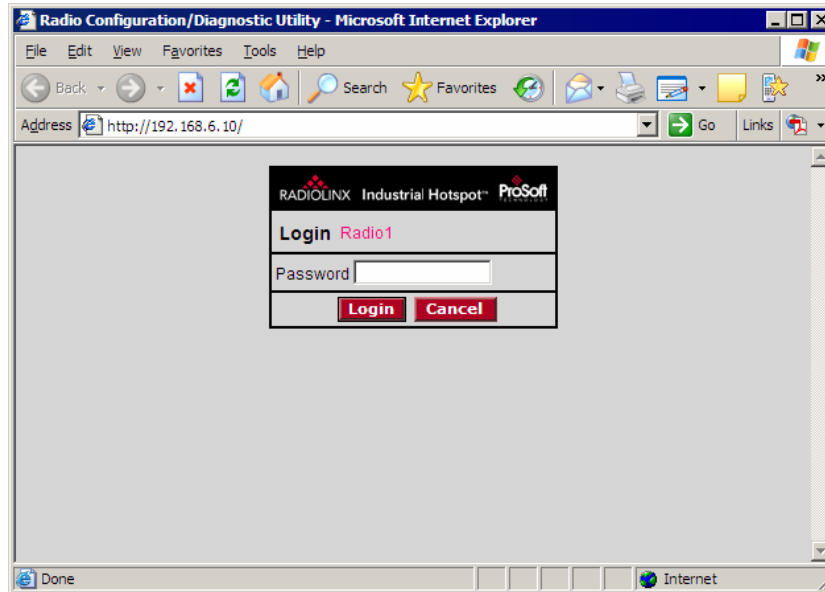 Radio Configuration/Diagnostic Utility - Microsoft Internet Explorer
File Edit View Favorites Tools Help
Back Search Favorites
Address http://192.168.6.10/ Go Links
RADIOLINX Industrial Hotspot™ ProSoft TECHNOLOGY
Login Radio1
Password
Login Cancel
Done Internet